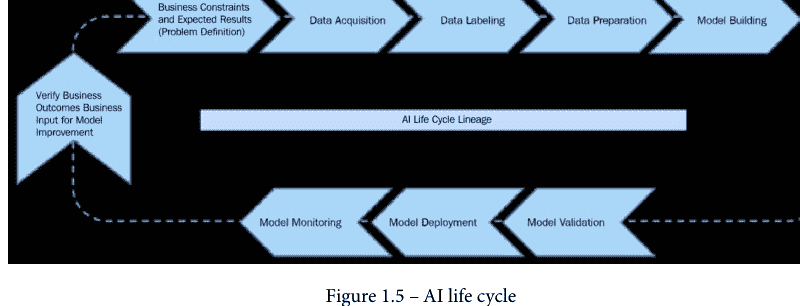 Business Constraints
and Expected Results
(Problem Definition)
Data Acquisition
Data Labeling
Data Preparation
Model Building
Verify Business
Outcomes Business
Input for Model
Improvement
AI Life Cycle Lineage
Model Monitoring
Model Deployment
Model Validation
Figure 1.5 – AI life cycle